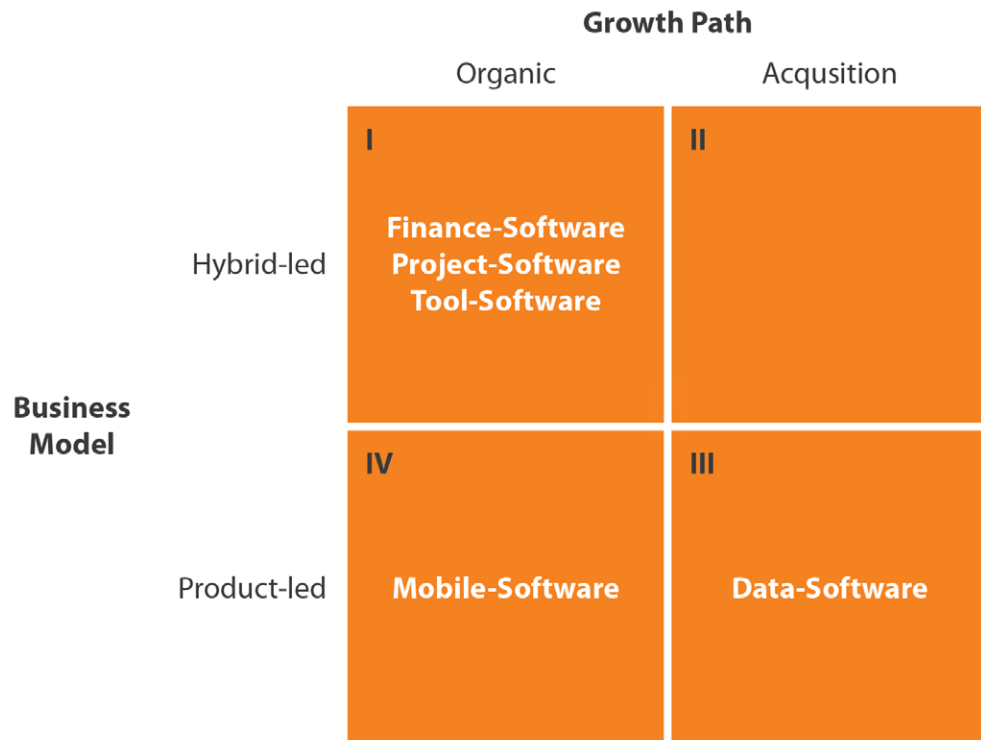 Growth Path
Organic
Acqusition
I
II
Finance-Software
Project-Software
Tool-Software
Hybrid-led
Business
Model
IV
III
Product-led
Mobile-Software
Data-Software